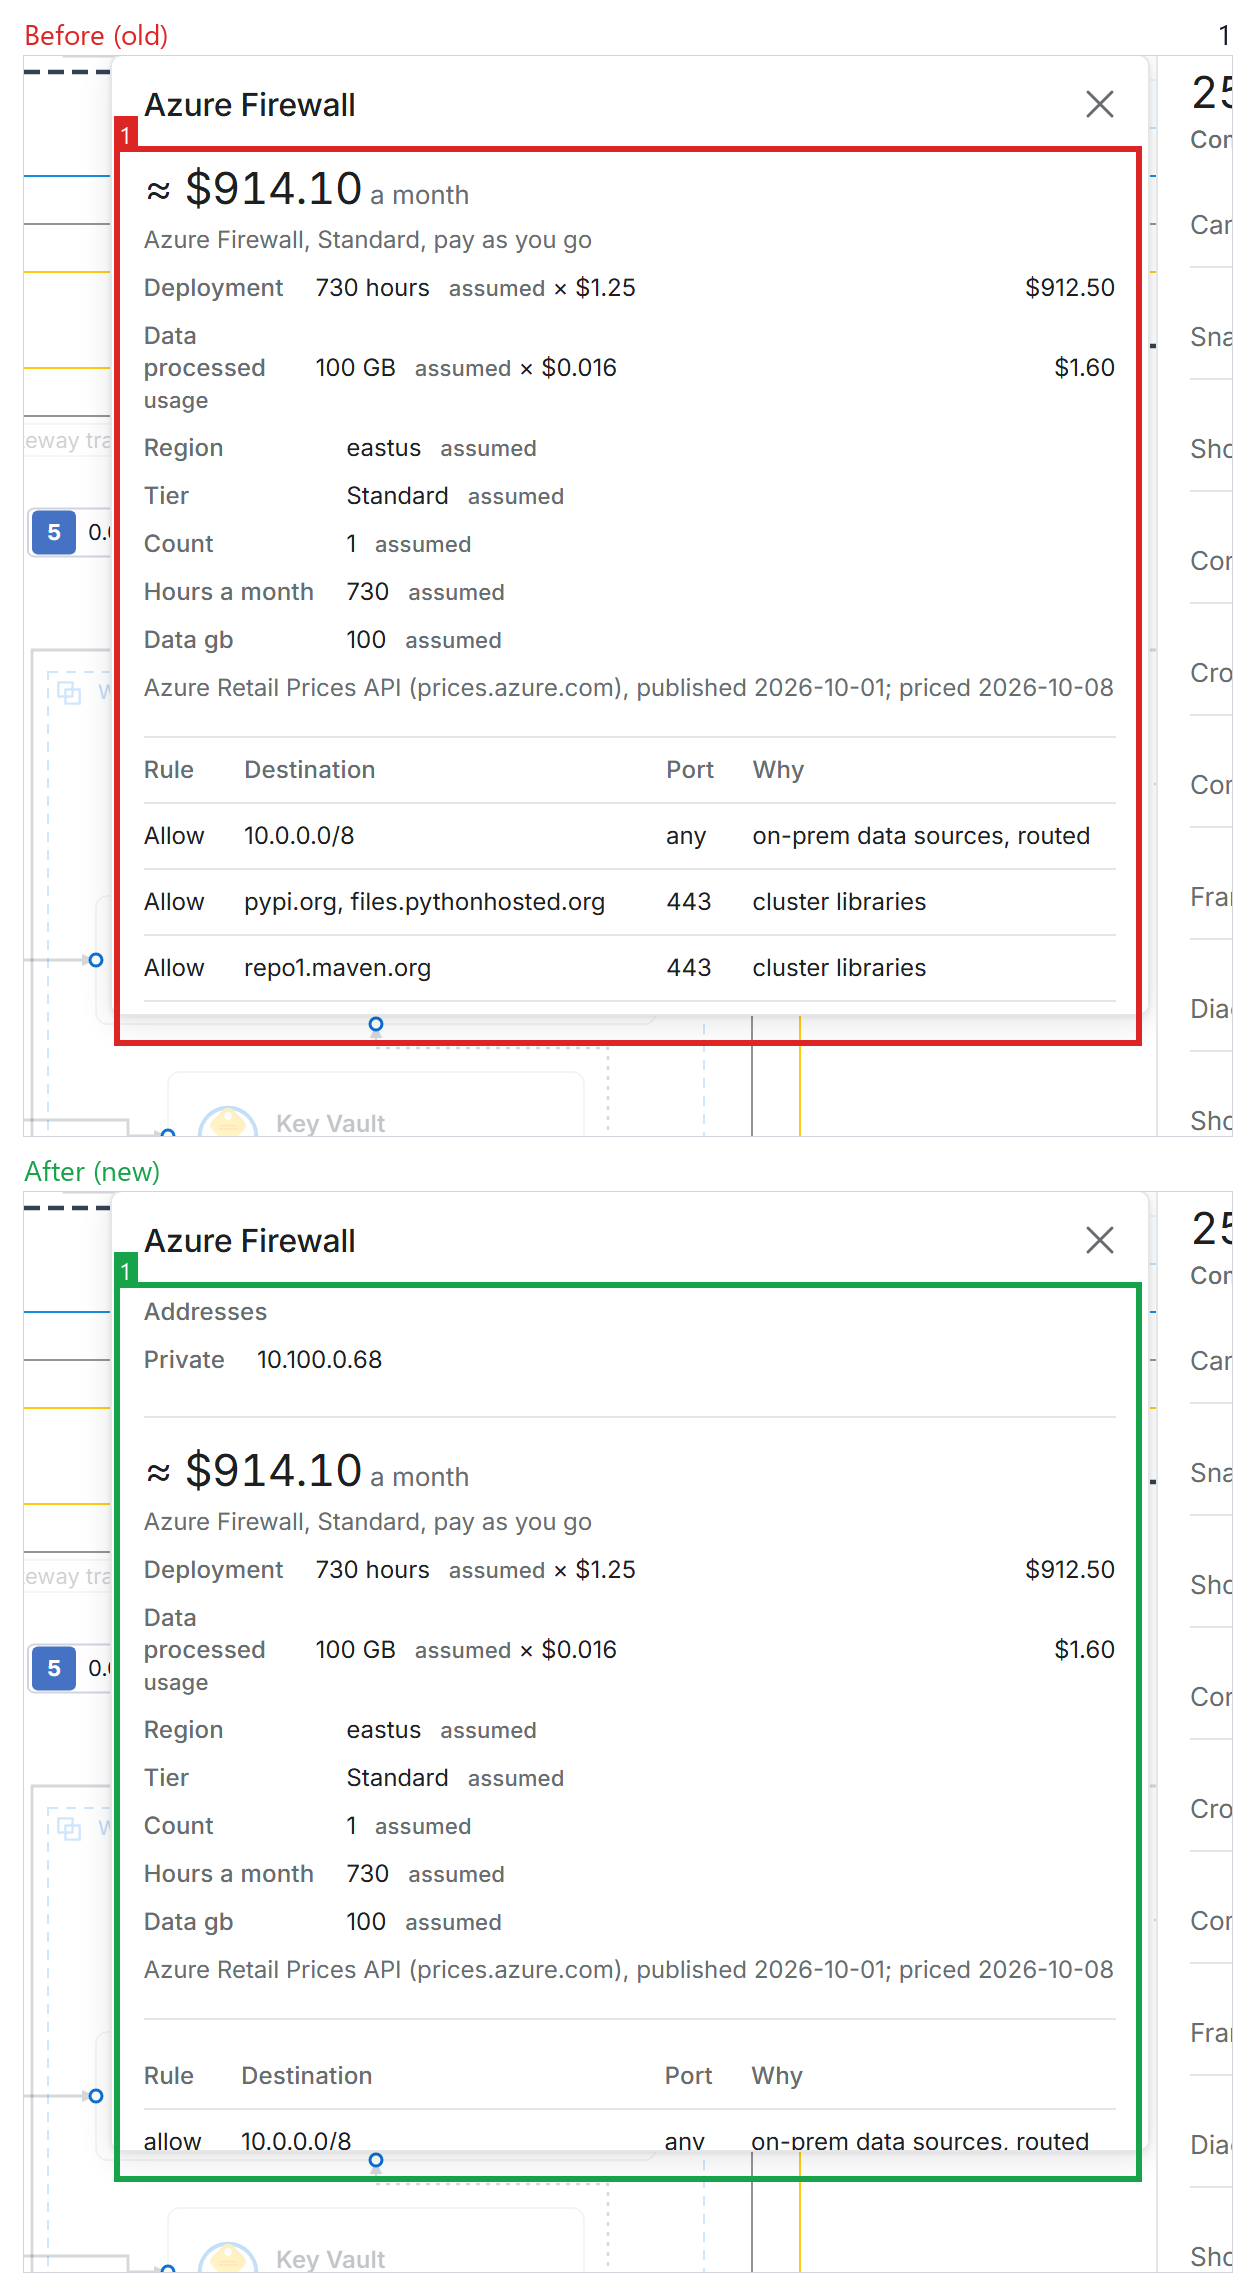 Before (old)
1
Azure Firewall
1
≈ $914.10 a month
Azure Firewall, Standard, pay as you go
Deployment 730 hours assumed × $1.25 $912.50
Data
processed 100 GB assumed × $0.016 $1.60
usage
Region eastus assumed
Tier Standard assumed
Count 1 assumed
Hours a month 730 assumed
Data gb 100 assumed
Azure Retail Prices API (prices.azure.com), published 2026-10-01; priced 2026-10-08
Rule Destination Port Why
Allow 10.0.0.0/8 any on-prem data sources, routed
Allow pypi.org, files.pythonhosted.org 443 cluster libraries
Allow repo1.maven.org 443 cluster libraries
5
Key Vault
After (new)
Azure Firewall
1
Addresses
Private 10.100.0.68
≈ $914.10 a month
Azure Firewall, Standard, pay as you go
Deployment 730 hours assumed × $1.25 $912.50
Data
processed 100 GB assumed × $0.016 $1.60
usage
Region eastus assumed
Tier Standard assumed
Count 1 assumed
Hours a month 730 assumed
Data gb 100 assumed
Azure Retail Prices API (prices.azure.com), published 2026-10-01; priced 2026-10-08
Rule Destination Port Why
allow 10.0.0.0/8 any on-prem data sources, routed
5
Key Vault